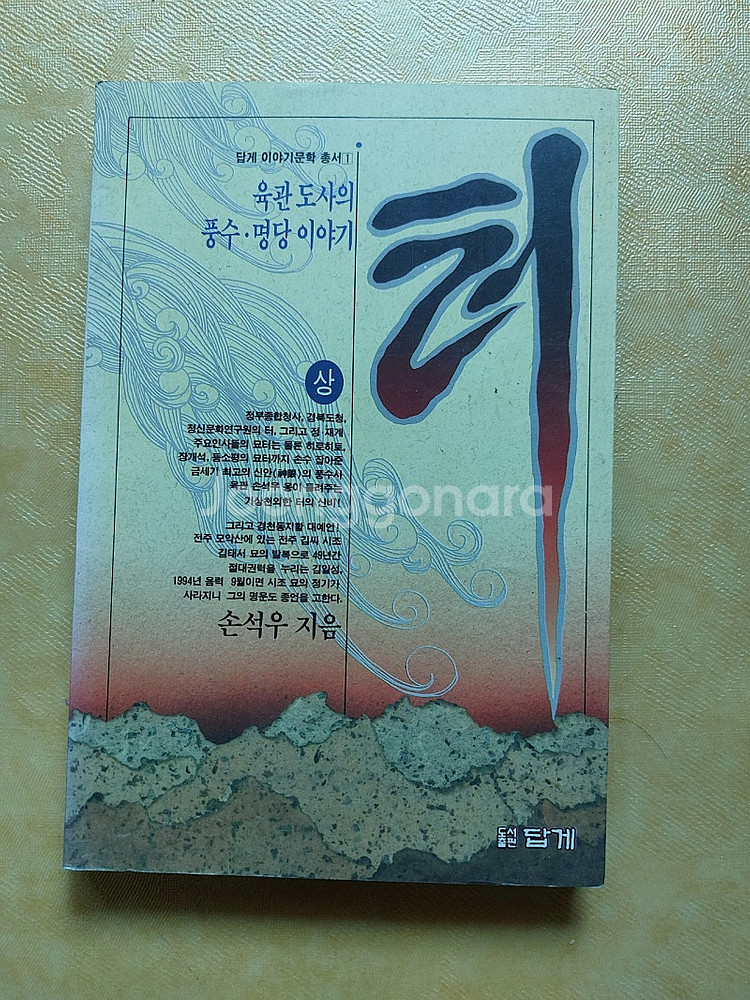 답게 이야기문학 총서 1
육관 도사의
풍수·명당 이야기
터
상
정부종합청사, 경북도청,
정신문화연구원의 터, 그리고 정·재계
주요인사들의 묘터는 물론 히로히토,
장개석, 등소평의 묘터까지 손수 잡아준
금세기 최고의 신안(神眼)의 풍수사
육관 손석우 옹이 들려주는
기상천외한 터의 신비!
그리고 경천동지할 대예언!
전주 모악산에 있는 전주 김씨 시조
김태서 묘의 발복으로 49년간
절대권력을 누리는 김일성,
1994년 음력 9월이면 시조 묘의 정기가
사라지니 그의 명운도 종언을 고한다.
손석우 지음
도서
출판 답게
Joonggonara